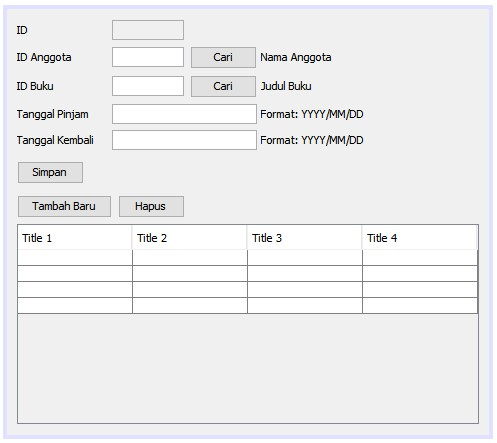 ID
ID Anggota Cari Nama Anggota
ID Buku Cari Judul Buku
Tanggal Pinjam Format: YYYY/MM/DD
Tanggal Kembali Format: YYYY/MM/DD
Simpan
Tambah Baru Hapus
Title 1 Title 2 Title 3 Title 4